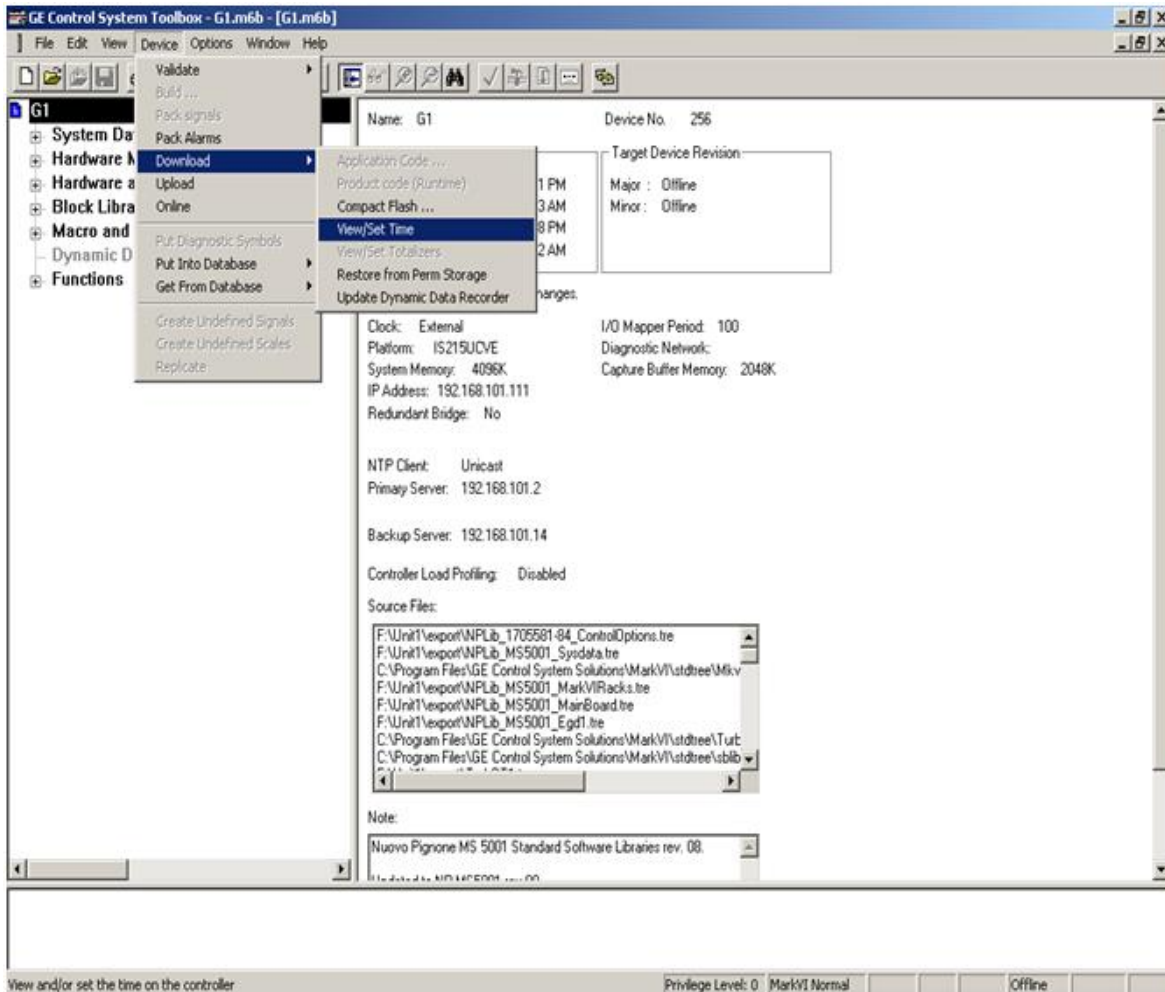 GE Control System Toolbox - G1.m6b - [G1.m6b]
File Edit View Device Options Window Help
G1
System Da
Hardware M
Hardware a
Block Libra
Macro and
Dynamic D
Functions
Validate
Build ...
Pack signals
Pack Alarms
Download
Upload
Online
Put Diagnostic Symbols
Put Into Database
Get From Database
Create Undefined Signals
Create Undefined Scales
Replicate
Application Code ...
Product code (Runtime)
Compact Flash ...
View/Set Time
View/Set Totalizers
Restore from Perm Storage
Update Dynamic Data Recorder
Name: G1 Device No. 256
Target Device Revision
1 PM
3 AM
8 PM
2 AM
Major : Offline
Minor : Offline
hanges.
Clock: External I/O Mapper Period: 100
Platform: IS215UCVE Diagnostic Network:
System Memory: 4096K Capture Buffer Memory: 2048K
IP Address: 192.168.101.111
Redundant Bridge: No
NTP Client: Unicast
Primary Server: 192.168.101.2
Backup Server: 192.168.101.14
Controller Load Profiling: Disabled
Source Files:
F:\Unit1\export\NPLib_1705581-84_ControlOptions.tre
F:\Unit1\export\NPLib_MS5001_Sysdata.tre
C:\Program Files\GE Control System Solutions\MarkVI\stdtree\Mkv
F:\Unit1\export\NPLib_MS5001_MarkVIRacks.tre
F:\Unit1\export\NPLib_MS5001_MainBoard.tre
F:\Unit1\export\NPLib_MS5001_Egd1.tre
C:\Program Files\GE Control System Solutions\MarkVI\stdtree\Turb
C:\Program Files\GE Control System Solutions\MarkVI\stdtree\sblib
Note:
Nuovo Pignone MS 5001 Standard Software Libraries rev. 08.
View and/or set the time on the controller
Privilege Level: 0 MarkVI Normal Offline